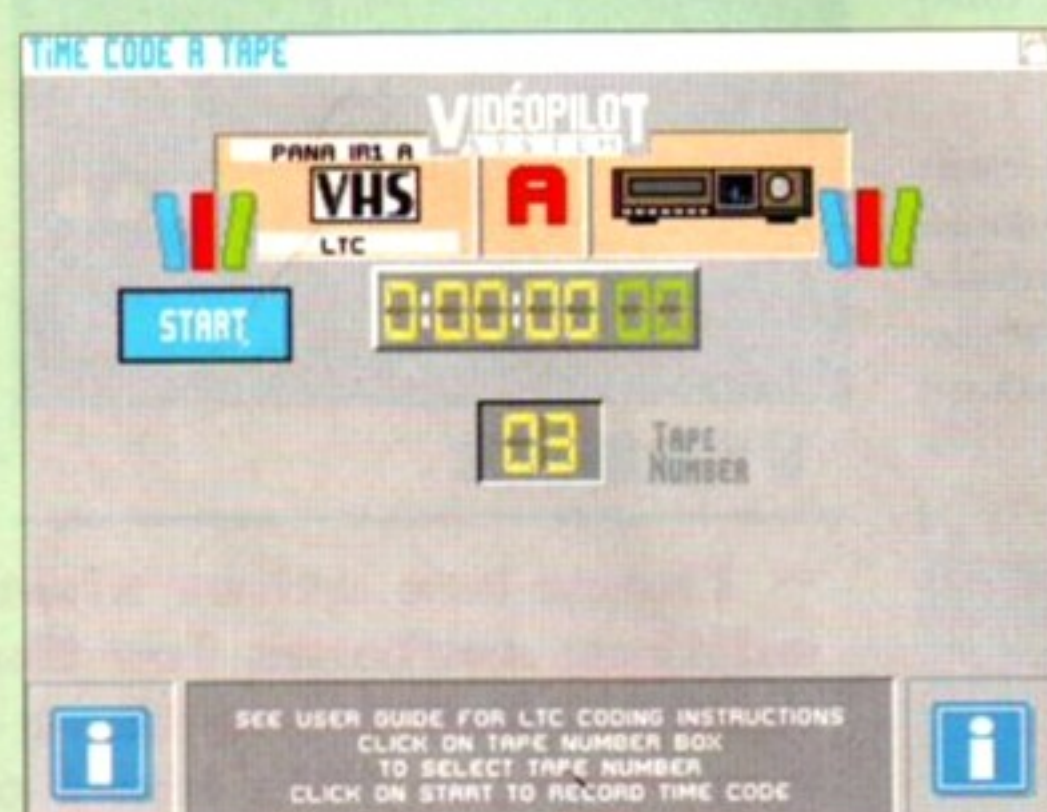 TIME CODE A TAPE
VIDÉOPILOT
SYSTEM
PANA IR1 A
VHS
A
LTC
START
0:00:00 00
03
TAPE
NUMBER
i
i
SEE USER GUIDE FOR LTC CODING INSTRUCTIONS
CLICK ON TAPE NUMBER BOX
TO SELECT TAPE NUMBER
CLICK ON START TO RECORD TIME CODE